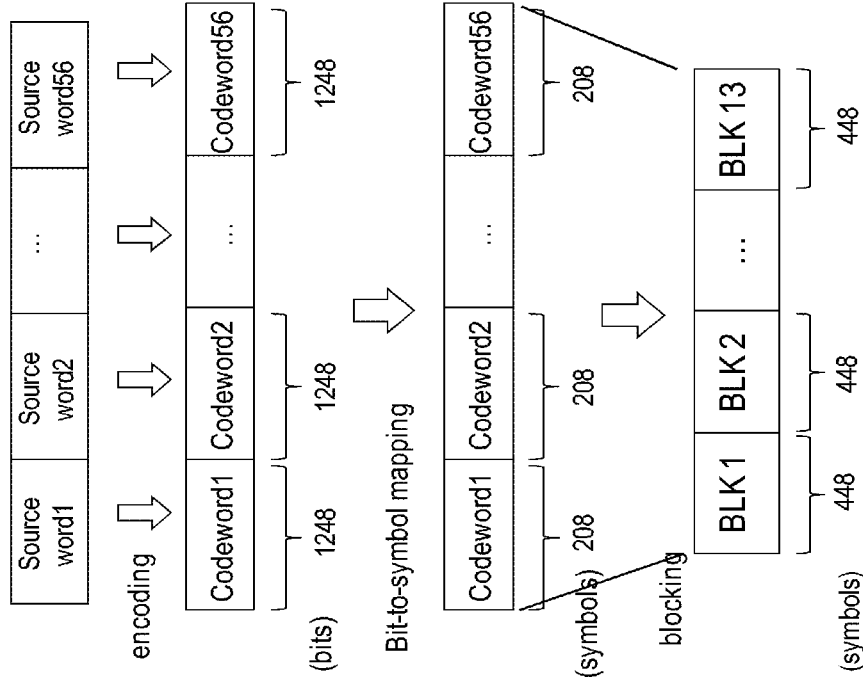 Source word1
Source word2
...
Source word56
encoding
Codeword1
Codeword2
...
Codeword56
(bits)
1248
1248
1248
Bit-to-symbol mapping
Codeword1
Codeword2
...
Codeword56
(symbols)
208
208
208
blocking
BLK 1
BLK 2
...
BLK 13
(symbols)
448
448
448